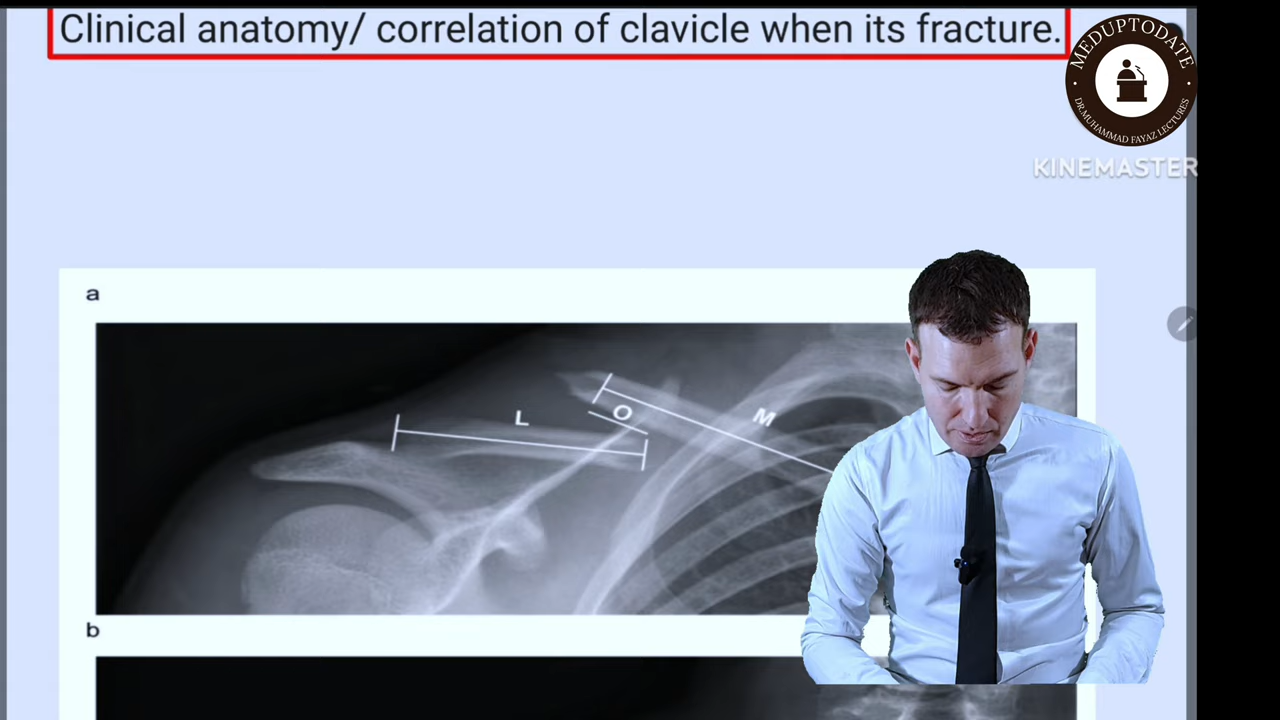 Clinical anatomy/ correlation of clavicle when its fracture.
MEDUPTODATE
DR.MUHAMMAD FAYAZ LECTURES
KINEMASTER
a
L
O
M
b